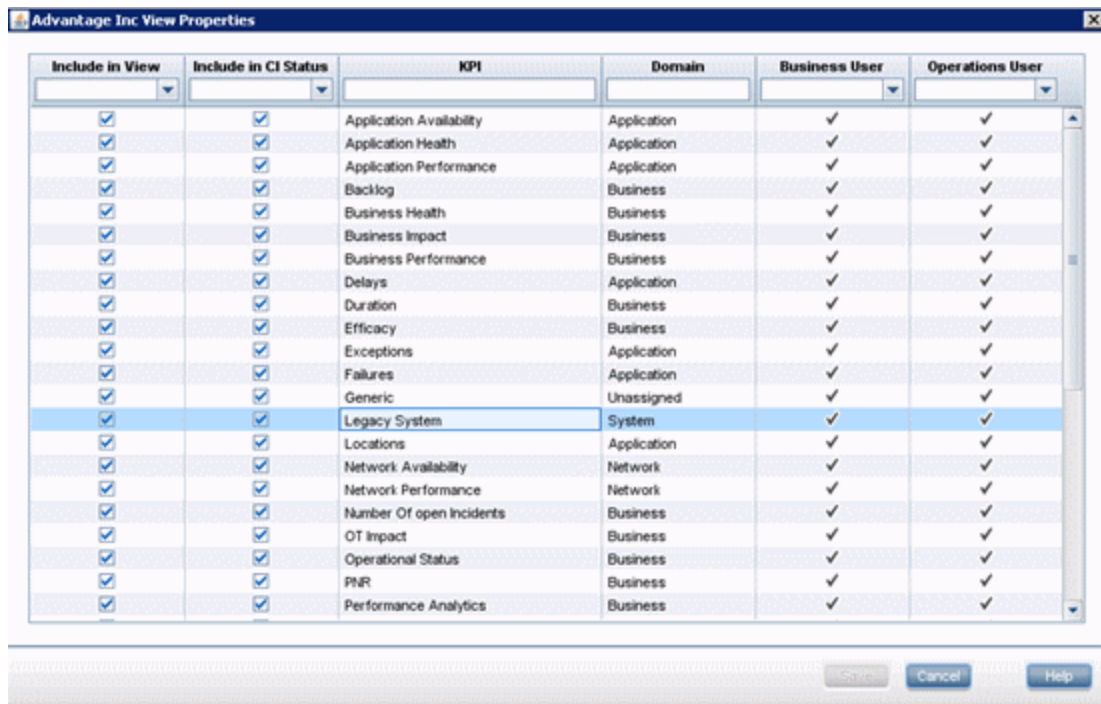 Advantage Inc View Properties
Include in View Include in CI Status KPI Domain Business User Operations User
Application Availability Application
Application Health Application
Application Performance Application
Backlog Business
Business Health Business
Business Impact Business
Business Performance Business
Delays Application
Duration Business
Efficacy Business
Exceptions Application
Failures Application
Generic Unassigned
Legacy System System
Locations Application
Network Availability Network
Network Performance Network
Number Of open Incidents Business
OT Impact Business
Operational Status Business
PNR Business
Performance Analytics Business
Save Cancel Help